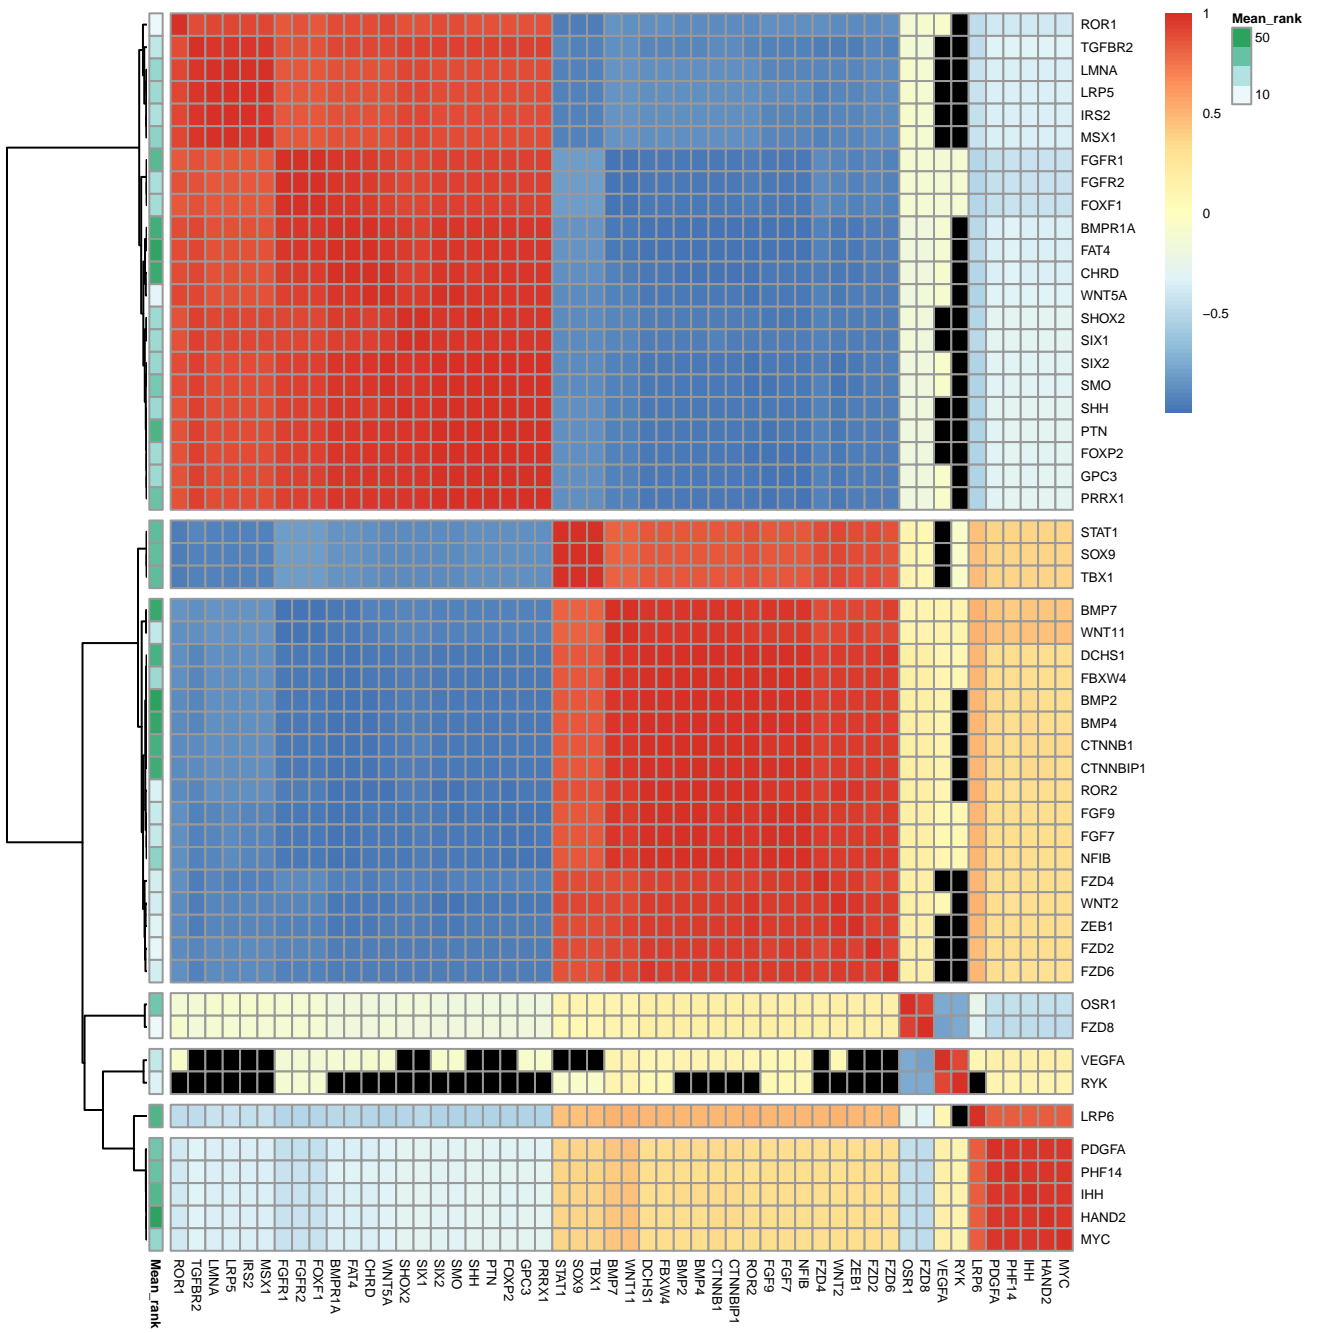 1
0.5
0
−0.5
Mean_rank
50
10
ROR1
TGFBR2
LMNA
LRP5
IRS2
MSX1
FGFR1
FGFR2
FOXF1
BMPR1A
FAT4
CHRD
WNT5A
SHOX2
SIX1
SIX2
SMO
SHH
PTN
FOXP2
GPC3
PRRX1
STAT1
SOX9
TBX1
BMP7
WNT11
DCHS1
FBXW4
BMP2
BMP4
CTNNB1
CTNNBIP1
ROR2
FGF9
FGF7
NFIB
FZD4
WNT2
ZEB1
FZD2
FZD6
OSR1
FZD8
VEGFA
RYK
LRP6
PDGFA
PHF14
IHH
HAND2
MYC
Mean_rank
ROR1
TGFBR2
LMNA
LRP5
IRS2
MSX1
FGFR1
FGFR2
FOXF1
BMPR1A
FAT4
CHRD
WNT5A
SHOX2
SIX1
SIX2
SMO
SHH
PTN
FOXP2
GPC3
PRRX1
STAT1
SOX9
TBX1
BMP7
WNT11
DCHS1
FBXW4
BMP2
BMP4
CTNNB1
CTNNBIP1
ROR2
FGF9
FGF7
NFIB
FZD4
WNT2
ZEB1
FZD2
FZD6
OSR1
FZD8
VEGFA
RYK
LRP6
PDGFA
PHF14
IHH
HAND2
MYC